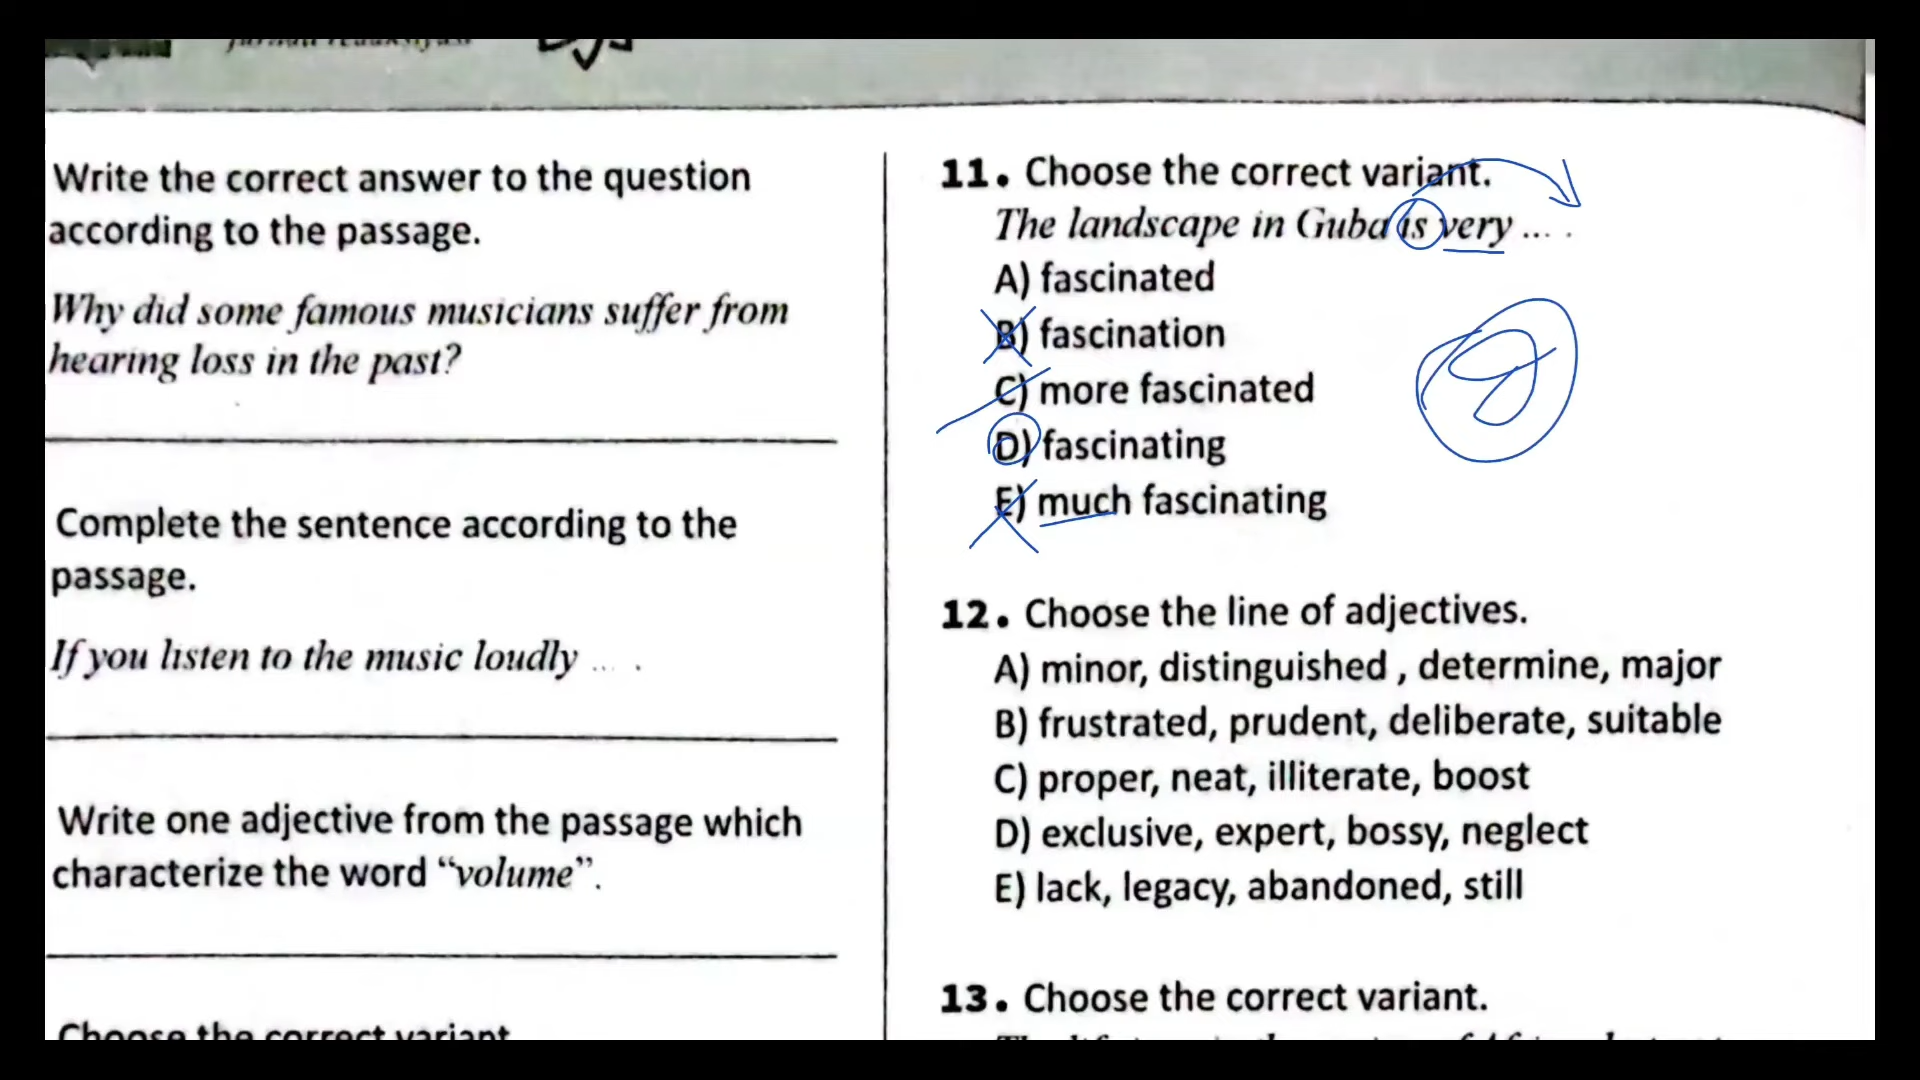 Write the correct answer to the question
according to the passage.
Why did some famous musicians suffer from
hearing loss in the past?
Complete the sentence according to the
passage.
If you listen to the music loudly ... .
Write one adjective from the passage which
characterize the word “volume”.
Choose the correct variant
11. Choose the correct variant.
The landscape in Guba is very ... .
A) fascinated
B) fascination
C) more fascinated
D) fascinating
E) much fascinating
12. Choose the line of adjectives.
A) minor, distinguished , determine, major
B) frustrated, prudent, deliberate, suitable
C) proper, neat, illiterate, boost
D) exclusive, expert, bossy, neglect
E) lack, legacy, abandoned, still
13. Choose the correct variant.